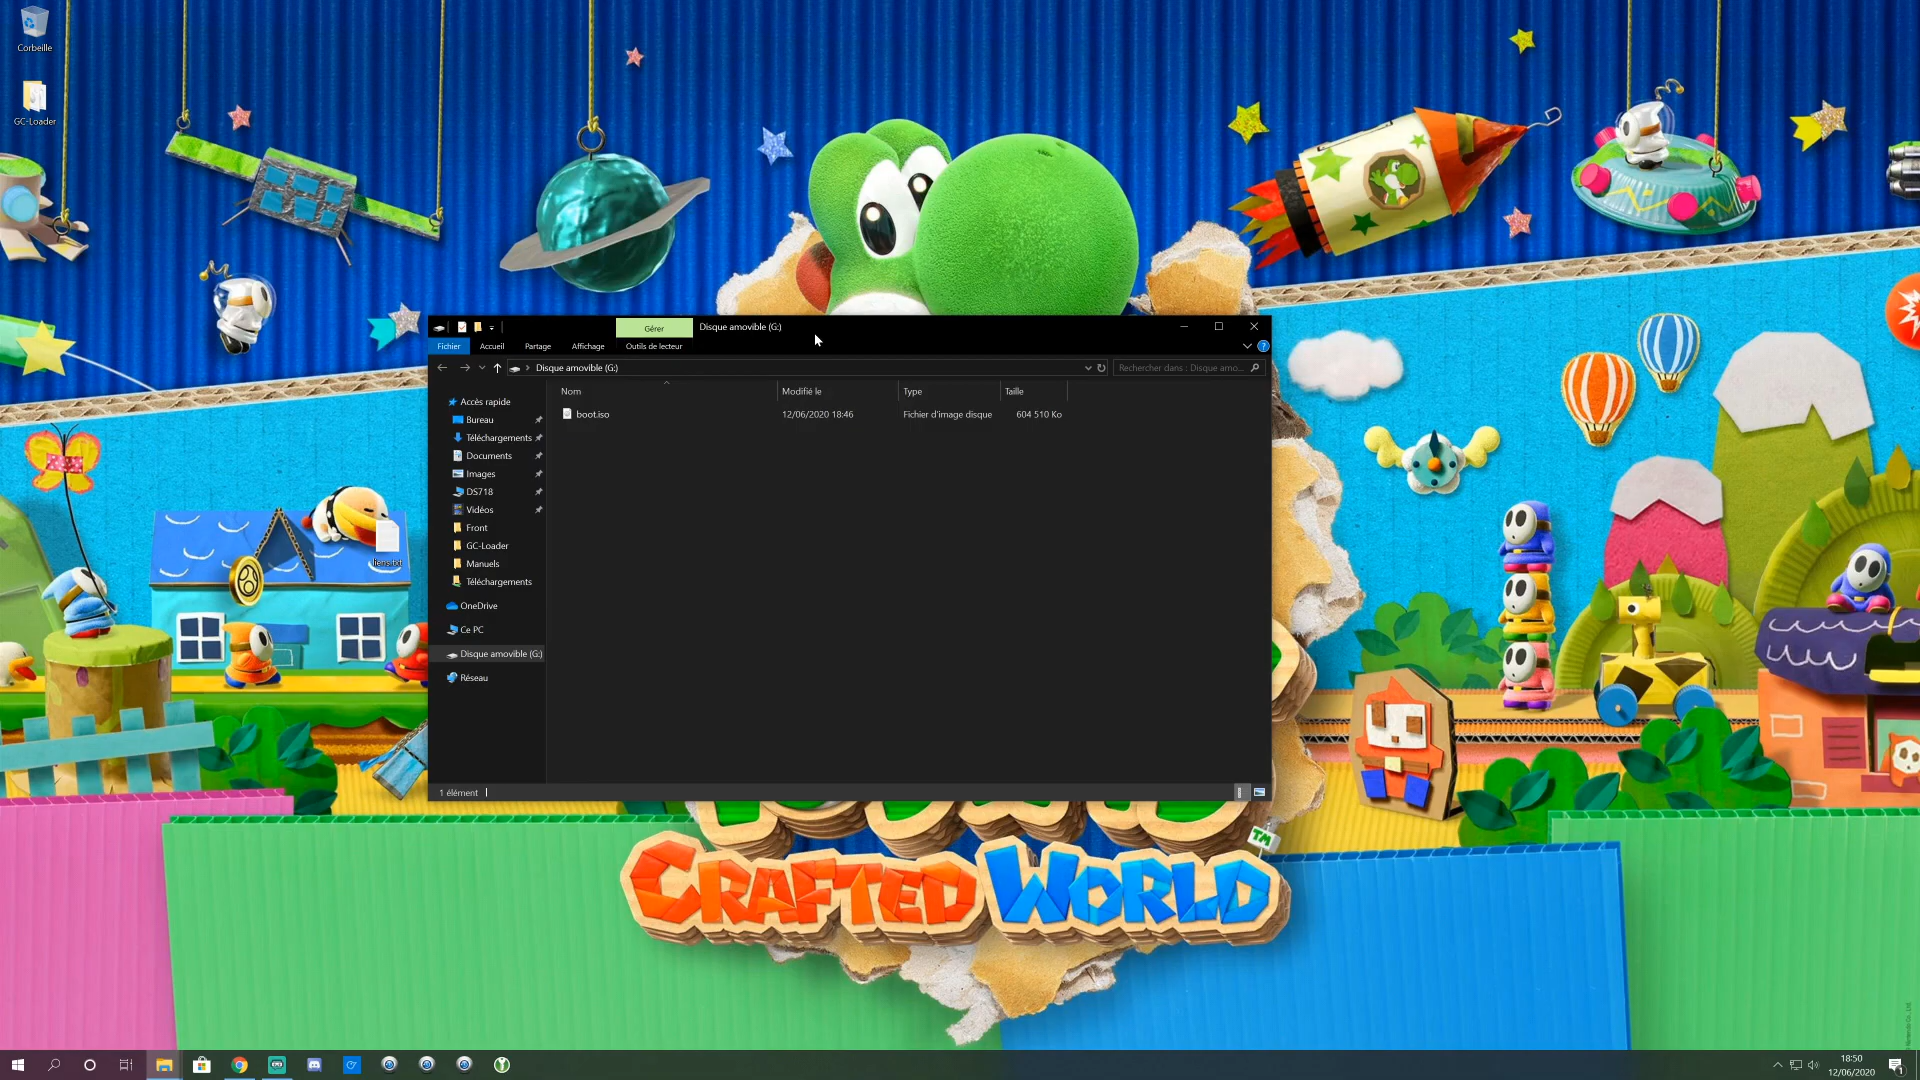 Corbeille
GC-Loader
Gérer
Disque amovible (G:)
Fichier
Accueil
Partage
Affichage
Outils de lecteur
Disque amovible (G:)
Rechercher dans : Disque amo...
Nom
Modifié le
Type
Taille
boot.iso
12/06/2020 18:46
Fichier d'image disque
604 510 Ko
Accès rapide
Bureau
Téléchargements
Documents
Images
DS718
Vidéos
Front
GC-Loader
Manuels
Téléchargements
OneDrive
Ce PC
Disque amovible (G:)
Réseau
1 élément
TM
CRAFTED WORLD
18:50
12/06/2020
1